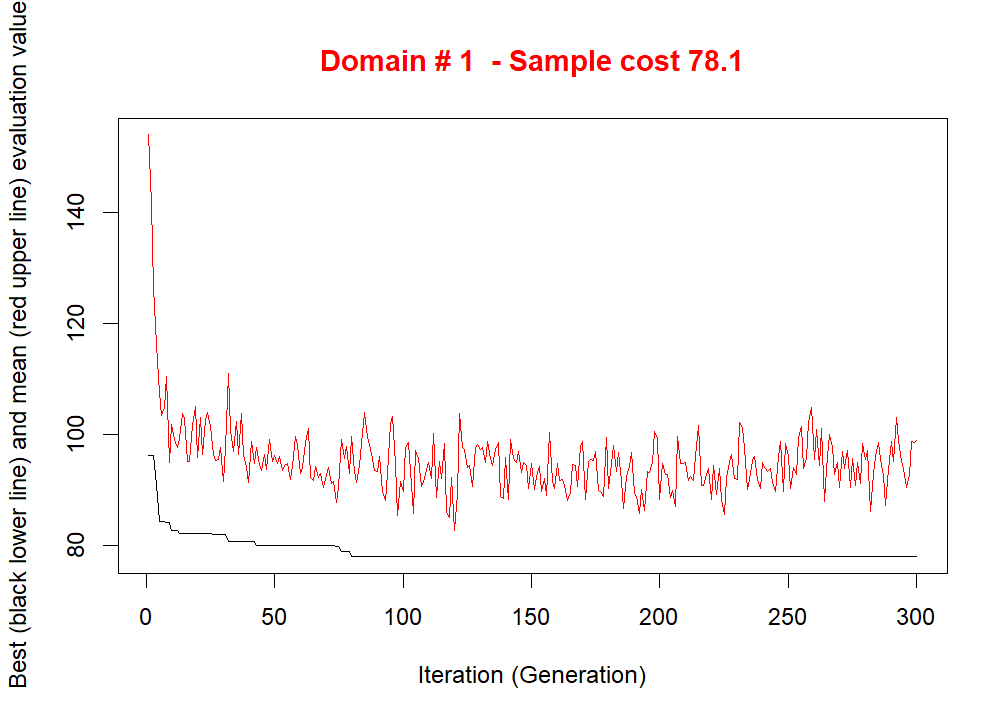 Domain # 1  - Sample cost 78.1
Best (black lower line) and mean (red upper line) evaluation value
140
120
100
80
0 50 100 150 200 250 300
Iteration (Generation)